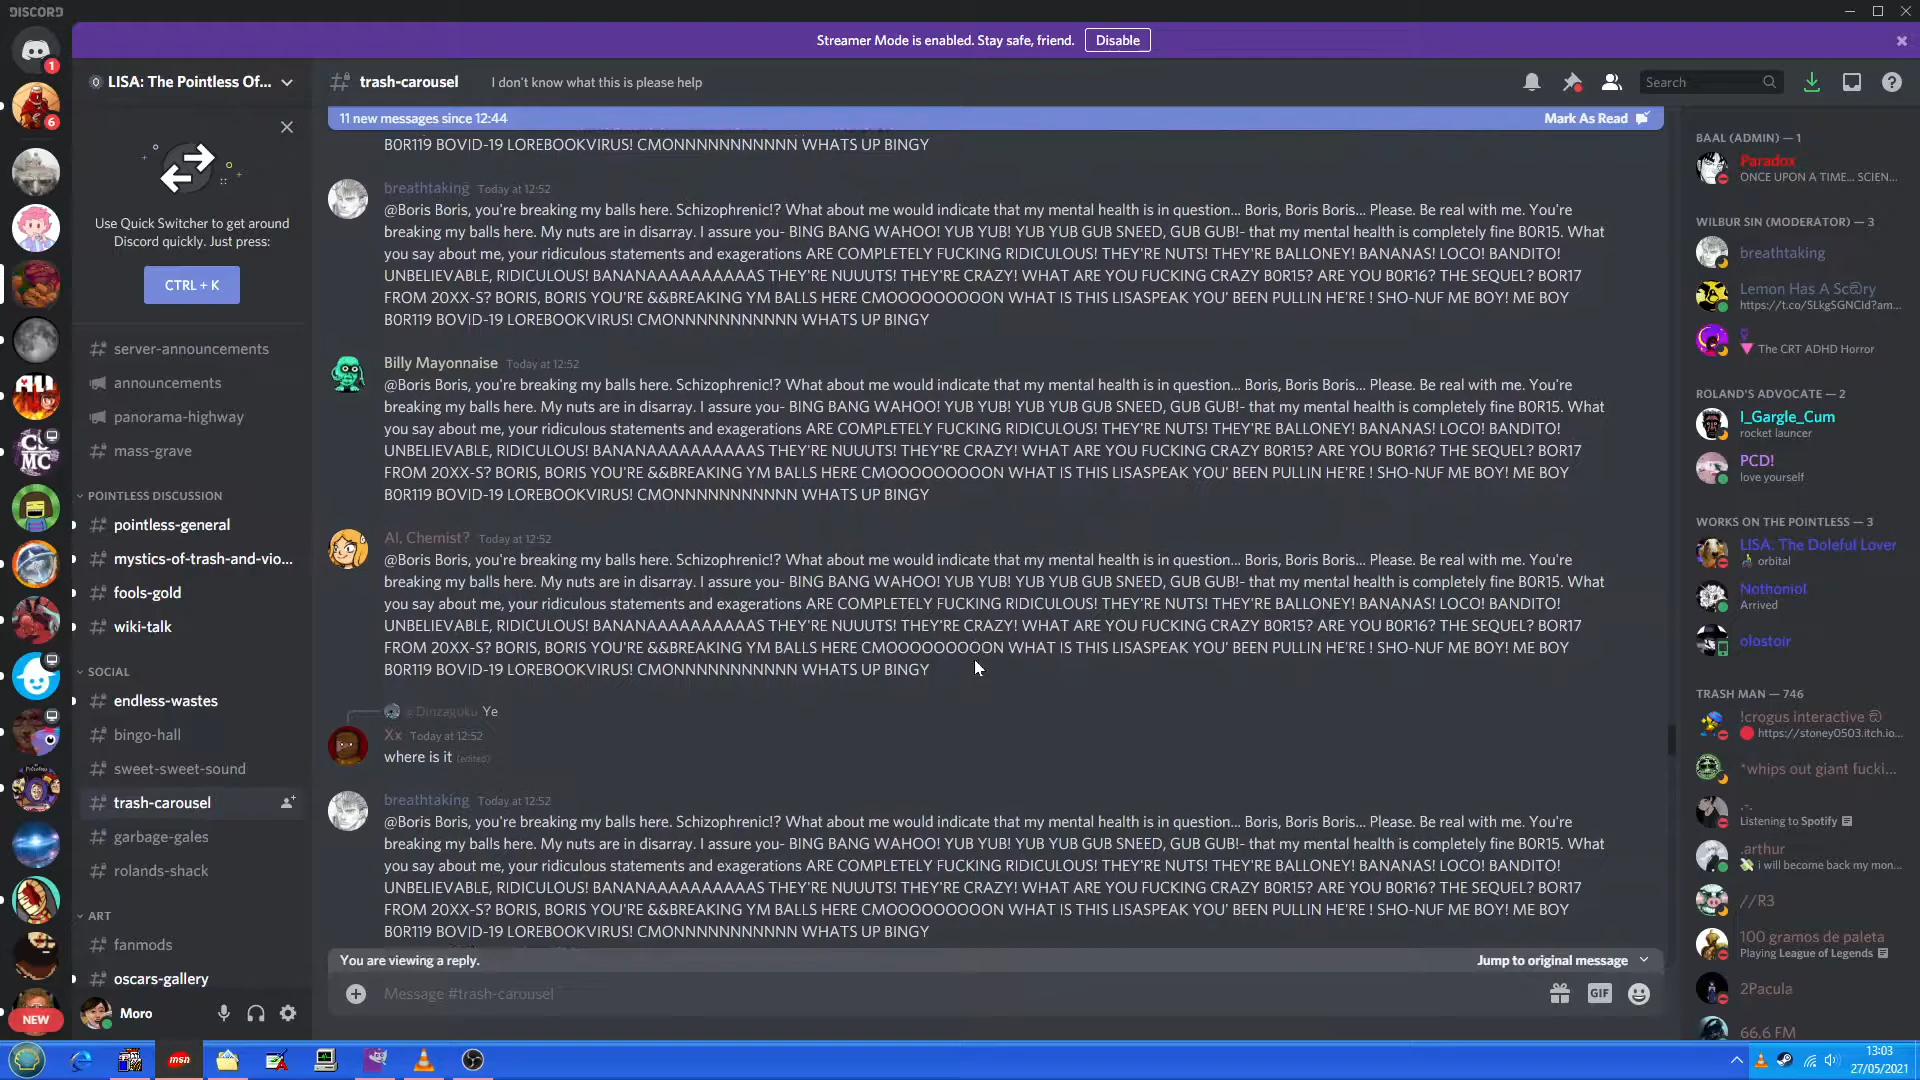 DISCORD
Streamer Mode is enabled. Stay safe, friend.
Disable
LISA: The Pointless Of...
trash-carousel
I don't know what this is please help
Search
11 new messages since 12:44
Mark As Read
Use Quick Switcher to get around
Discord quickly. Just press:
CTRL + K
server-announcements
announcements
panorama-highway
mass-grave
POINTLESS DISCUSSION
pointless-general
mystics-of-trash-and-vio...
fools-gold
wiki-talk
SOCIAL
endless-wastes
bingo-hall
sweet-sweet-sound
trash-carousel
garbage-gales
rolands-shack
ART
fanmods
oscars-gallery
NEW
Moro
B0R119 BOVID-19 LOREBOOKVIRUS! CMONNNNNNNNNN WHATS UP BINGY
breathtaking Today at 12:52
@Boris Boris, you're breaking my balls here. Schizophrenic!? What about me would indicate that my mental health is in question... Boris, Boris Boris... Please. Be real with me. You're
breaking my balls here. My nuts are in disarray. I assure you- BING BANG WAHOO! YUB YUB! YUB YUB GUB SNEED, GUB GUB!- that my mental health is completely fine B0R15. What
you say about me, your ridiculous statements and exagerations ARE COMPLETELY FUCKING RIDICULOUS! THEY'RE NUTS! THEY'RE BALLONEY! BANANAS! LOCO! BANDITO!
UNBELIEVABLE, RIDICULOUS! BANANAAAAAAAAAAS THEY'RE NUUUTS! THEY'RE CRAZY! WHAT ARE YOU FUCKING CRAZY B0R15? ARE YOU B0R16? THE SEQUEL? BOR17
FROM 20XX-S? BORIS, BORIS YOU'RE &&BREAKING YM BALLS HERE CMOOOOOOOOON WHAT IS THIS LISASPEAK YOU' BEEN PULLIN HE'RE ! SHO-NUF ME BOY! ME BOY
B0R119 BOVID-19 LOREBOOKVIRUS! CMONNNNNNNNNN WHATS UP BINGY
Billy Mayonnaise Today at 12:52
@Boris Boris, you're breaking my balls here. Schizophrenic!? What about me would indicate that my mental health is in question... Boris, Boris Boris... Please. Be real with me. You're
breaking my balls here. My nuts are in disarray. I assure you- BING BANG WAHOO! YUB YUB! YUB YUB GUB SNEED, GUB GUB!- that my mental health is completely fine B0R15. What
you say about me, your ridiculous statements and exagerations ARE COMPLETELY FUCKING RIDICULOUS! THEY'RE NUTS! THEY'RE BALLONEY! BANANAS! LOCO! BANDITO!
UNBELIEVABLE, RIDICULOUS! BANANAAAAAAAAAAS THEY'RE NUUUTS! THEY'RE CRAZY! WHAT ARE YOU FUCKING CRAZY B0R15? ARE YOU B0R16? THE SEQUEL? BOR17
FROM 20XX-S? BORIS, BORIS YOU'RE &&BREAKING YM BALLS HERE CMOOOOOOOOON WHAT IS THIS LISASPEAK YOU' BEEN PULLIN HE'RE ! SHO-NUF ME BOY! ME BOY
B0R119 BOVID-19 LOREBOOKVIRUS! CMONNNNNNNNNN WHATS UP BINGY
Al, Chemist? Today at 12:52
@Boris Boris, you're breaking my balls here. Schizophrenic!? What about me would indicate that my mental health is in question... Boris, Boris Boris... Please. Be real with me. You're
breaking my balls here. My nuts are in disarray. I assure you- BING BANG WAHOO! YUB YUB! YUB YUB GUB SNEED, GUB GUB!- that my mental health is completely fine B0R15. What
you say about me, your ridiculous statements and exagerations ARE COMPLETELY FUCKING RIDICULOUS! THEY'RE NUTS! THEY'RE BALLONEY! BANANAS! LOCO! BANDITO!
UNBELIEVABLE, RIDICULOUS! BANANAAAAAAAAAAS THEY'RE NUUUTS! THEY'RE CRAZY! WHAT ARE YOU FUCKING CRAZY B0R15? ARE YOU B0R16? THE SEQUEL? BOR17
FROM 20XX-S? BORIS, BORIS YOU'RE &&BREAKING YM BALLS HERE CMOOOOOOOOON WHAT IS THIS LISASPEAK YOU' BEEN PULLIN HE'RE ! SHO-NUF ME BOY! ME BOY
B0R119 BOVID-19 LOREBOOKVIRUS! CMONNNNNNNNNN WHATS UP BINGY
Dinzagoku Ye
Xx Today at 12:52
where is it (edited)
breathtaking Today at 12:52
@Boris Boris, you're breaking my balls here. Schizophrenic!? What about me would indicate that my mental health is in question... Boris, Boris Boris... Please. Be real with me. You're
breaking my balls here. My nuts are in disarray. I assure you- BING BANG WAHOO! YUB YUB! YUB YUB GUB SNEED, GUB GUB!- that my mental health is completely fine B0R15. What
you say about me, your ridiculous statements and exagerations ARE COMPLETELY FUCKING RIDICULOUS! THEY'RE NUTS! THEY'RE BALLONEY! BANANAS! LOCO! BANDITO!
UNBELIEVABLE, RIDICULOUS! BANANAAAAAAAAAAS THEY'RE NUUUTS! THEY'RE CRAZY! WHAT ARE YOU FUCKING CRAZY B0R15? ARE YOU B0R16? THE SEQUEL? BOR17
FROM 20XX-S? BORIS, BORIS YOU'RE &&BREAKING YM BALLS HERE CMOOOOOOOOON WHAT IS THIS LISASPEAK YOU' BEEN PULLIN HE'RE ! SHO-NUF ME BOY! ME BOY
B0R119 BOVID-19 LOREBOOKVIRUS! CMONNNNNNNNNN WHATS UP BINGY
You are viewing a reply.
Jump to original message
Message #trash-carousel
GIF
BAAL (ADMIN) — 1
Paradox
ONCE UPON A TIME... SCIEN...
WILBUR SIN (MODERATOR) — 3
breathtaking
Lemon Has A Sc ry
https://t.co/SLkgSGNCld?am...
The CRT ADHD Horror
ROLAND'S ADVOCATE — 2
I_Gargle_Cum
rocket launcer
PCD!
love yourself
WORKS ON THE POINTLESS — 3
LISA: The Doleful Lover
orbital
Nothoniol
Arrived
olostoir
TRASH MAN — 746
!crogus interactive
https://stoney0503.itch.io...
*whips out giant fucki...
.-.
Listening to Spotify
.arthur
i will become back my mon...
//R3
100 gramos de paleta
Playing League of Legends
2Pacula
66.6 FM
msn
13:03
27/05/2021